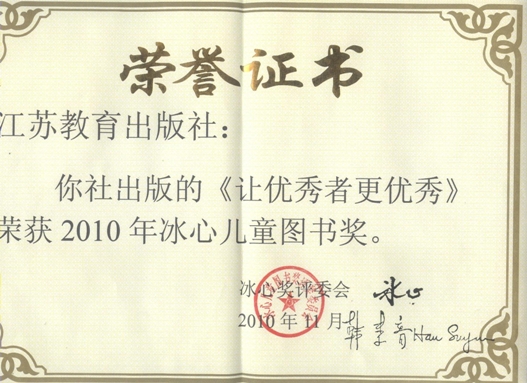 荣誉证书
江苏教育出版社：
你社出版的《让优秀者更优秀》
荣获 2010 年冰心儿童图书奖。
冰心奖评委会 冰心
2010 年 11 月 韩素音 Han Suyin